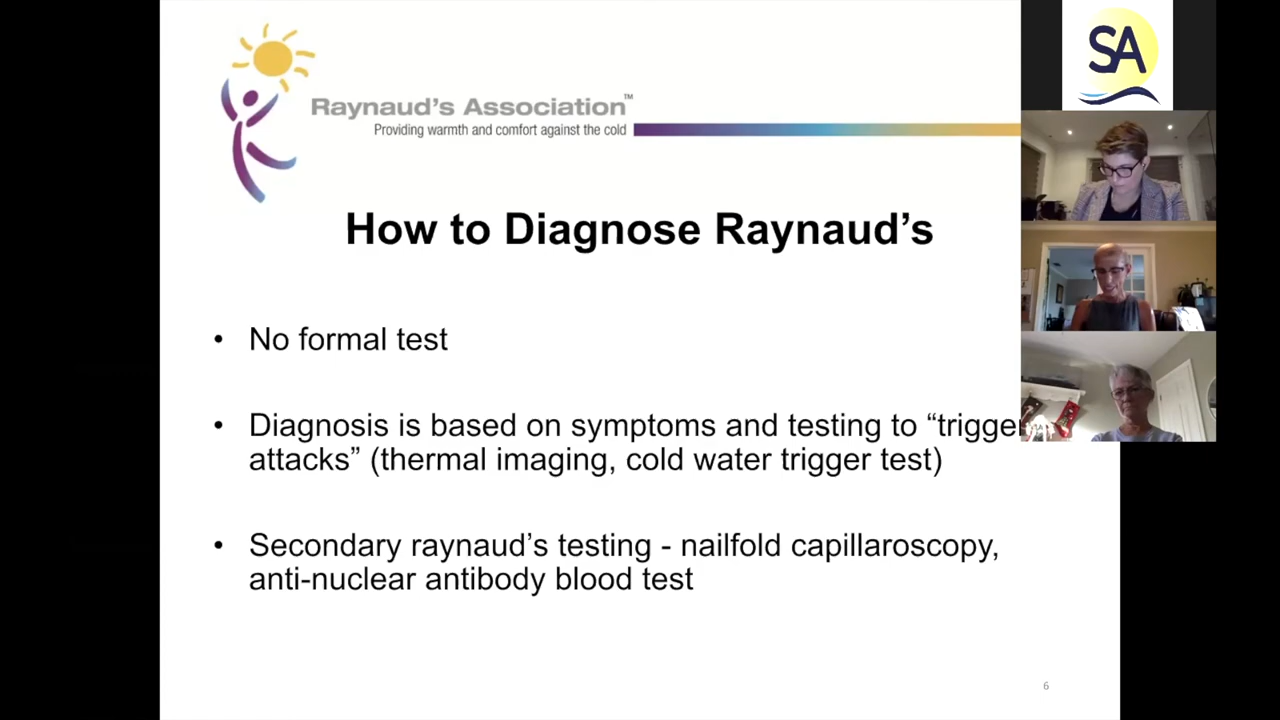 Raynaud's Association™
Providing warmth and comfort against the cold
SA
How to Diagnose Raynaud's
• No formal test
• Diagnosis is based on symptoms and testing to “trigger
attacks” (thermal imaging, cold water trigger test)
• Secondary raynaud’s testing - nailfold capillaroscopy,
anti-nuclear antibody blood test
6